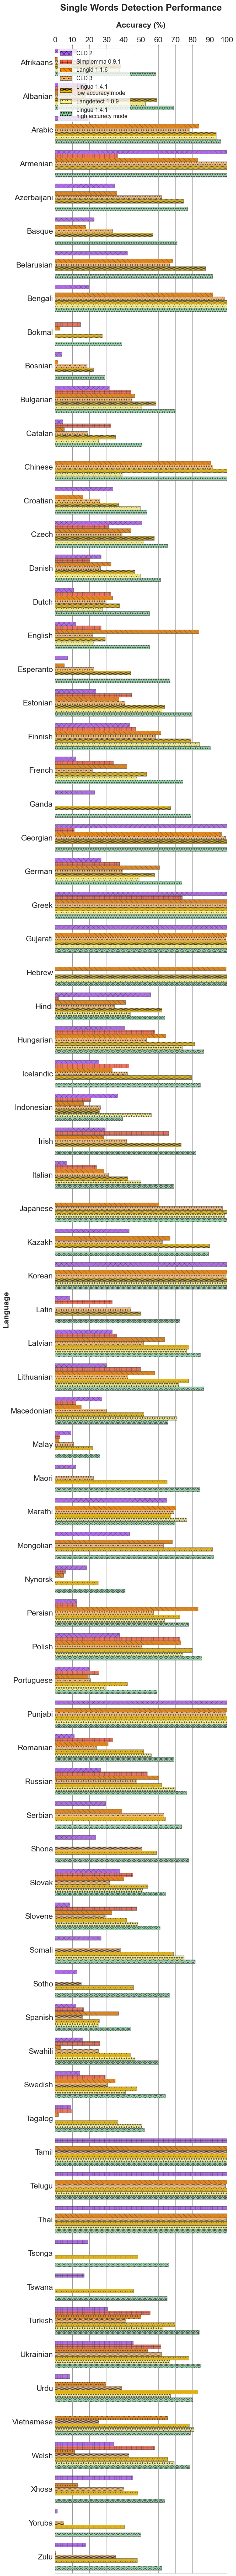 Single Words Detection Performance
Accuracy (%)
0 10 20 30 40 50 60 70 80 90 100
CLD 2
Simplemma 0.9.1
Langid 1.1.6
CLD 3
Lingua 1.4.1
low accuracy mode
Langdetect 1.0.9
Lingua 1.4.1
high accuracy mode
Language
Afrikaans
Albanian
Arabic
Armenian
Azerbaijani
Basque
Belarusian
Bengali
Bokmal
Bosnian
Bulgarian
Catalan
Chinese
Croatian
Czech
Danish
Dutch
English
Esperanto
Estonian
Finnish
French
Ganda
Georgian
German
Greek
Gujarati
Hebrew
Hindi
Hungarian
Icelandic
Indonesian
Irish
Italian
Japanese
Kazakh
Korean
Latin
Latvian
Lithuanian
Macedonian
Malay
Maori
Marathi
Mongolian
Nynorsk
Persian
Polish
Portuguese
Punjabi
Romanian
Russian
Serbian
Shona
Slovak
Slovene
Somali
Sotho
Spanish
Swahili
Swedish
Tagalog
Tamil
Telugu
Thai
Tsonga
Tswana
Turkish
Ukrainian
Urdu
Vietnamese
Welsh
Xhosa
Yoruba
Zulu